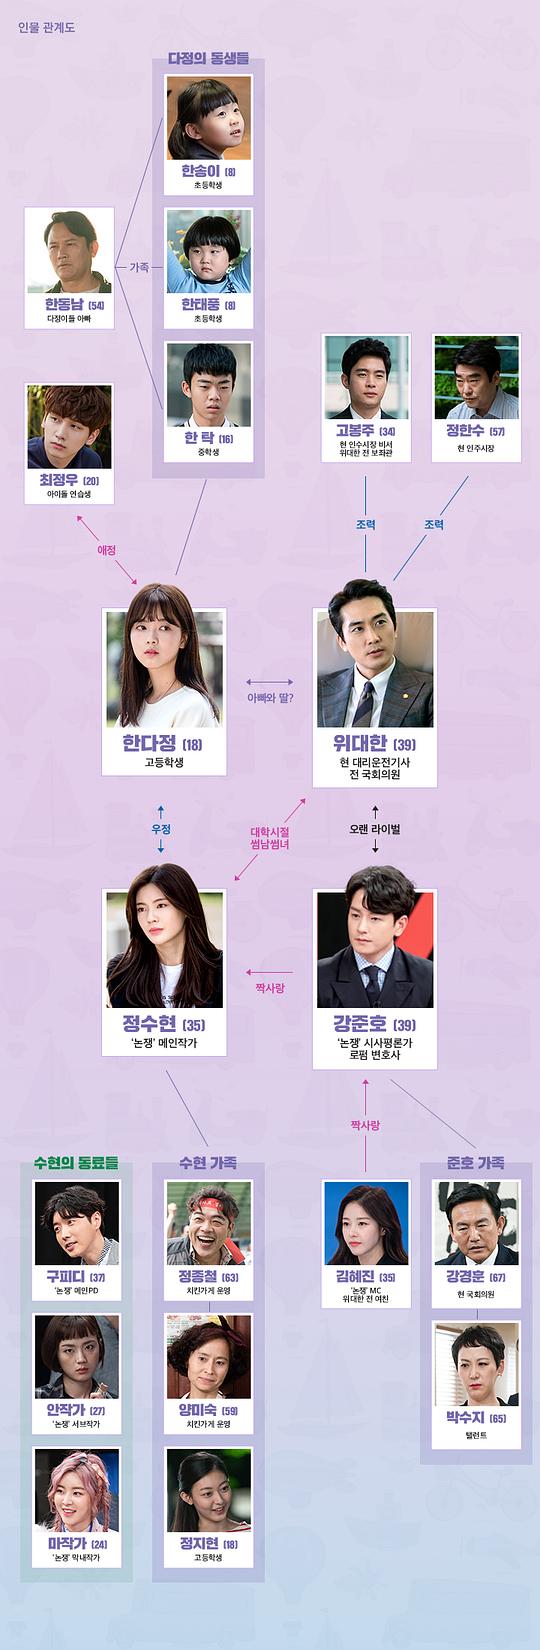 인물 관계도
다정의 동생들
한송이 (8)
초등학생
한동남 (54)
다정이들 아빠
가족
한태풍 (8)
초등학생
한 탁 (16)
중학생
최정우 (20)
아이돌 연습생
고봉주 (34)
현 인수시장 비서
위대한 전 보좌관
정한수 (57)
현 인주시장
애정
조력
조력
한다정 (18)
고등학생
아빠와 딸?
위대한 (39)
현 대리운전기사
전 국회의원
우정
대학시절
썸남썸녀
오랜 라이벌
정수현 (35)
'논쟁' 메인작가
짝사랑
강준호 (39)
'논쟁' 시사평론가
로펌 변호사
짝사랑
수현의 동료들
구피디 (37)
'논쟁' 메인PD
안작가 (27)
'논쟁' 서브작가
마작가 (24)
'논쟁' 막내작가
수현 가족
정종철 (63)
치킨가게 운영
양미숙 (59)
치킨가게 운영
정지현 (18)
고등학생
김혜진 (35)
'논쟁' MC
위대한 전 여친
준호 가족
강경훈 (67)
현 국회의원
박수지 (65)
탤런트